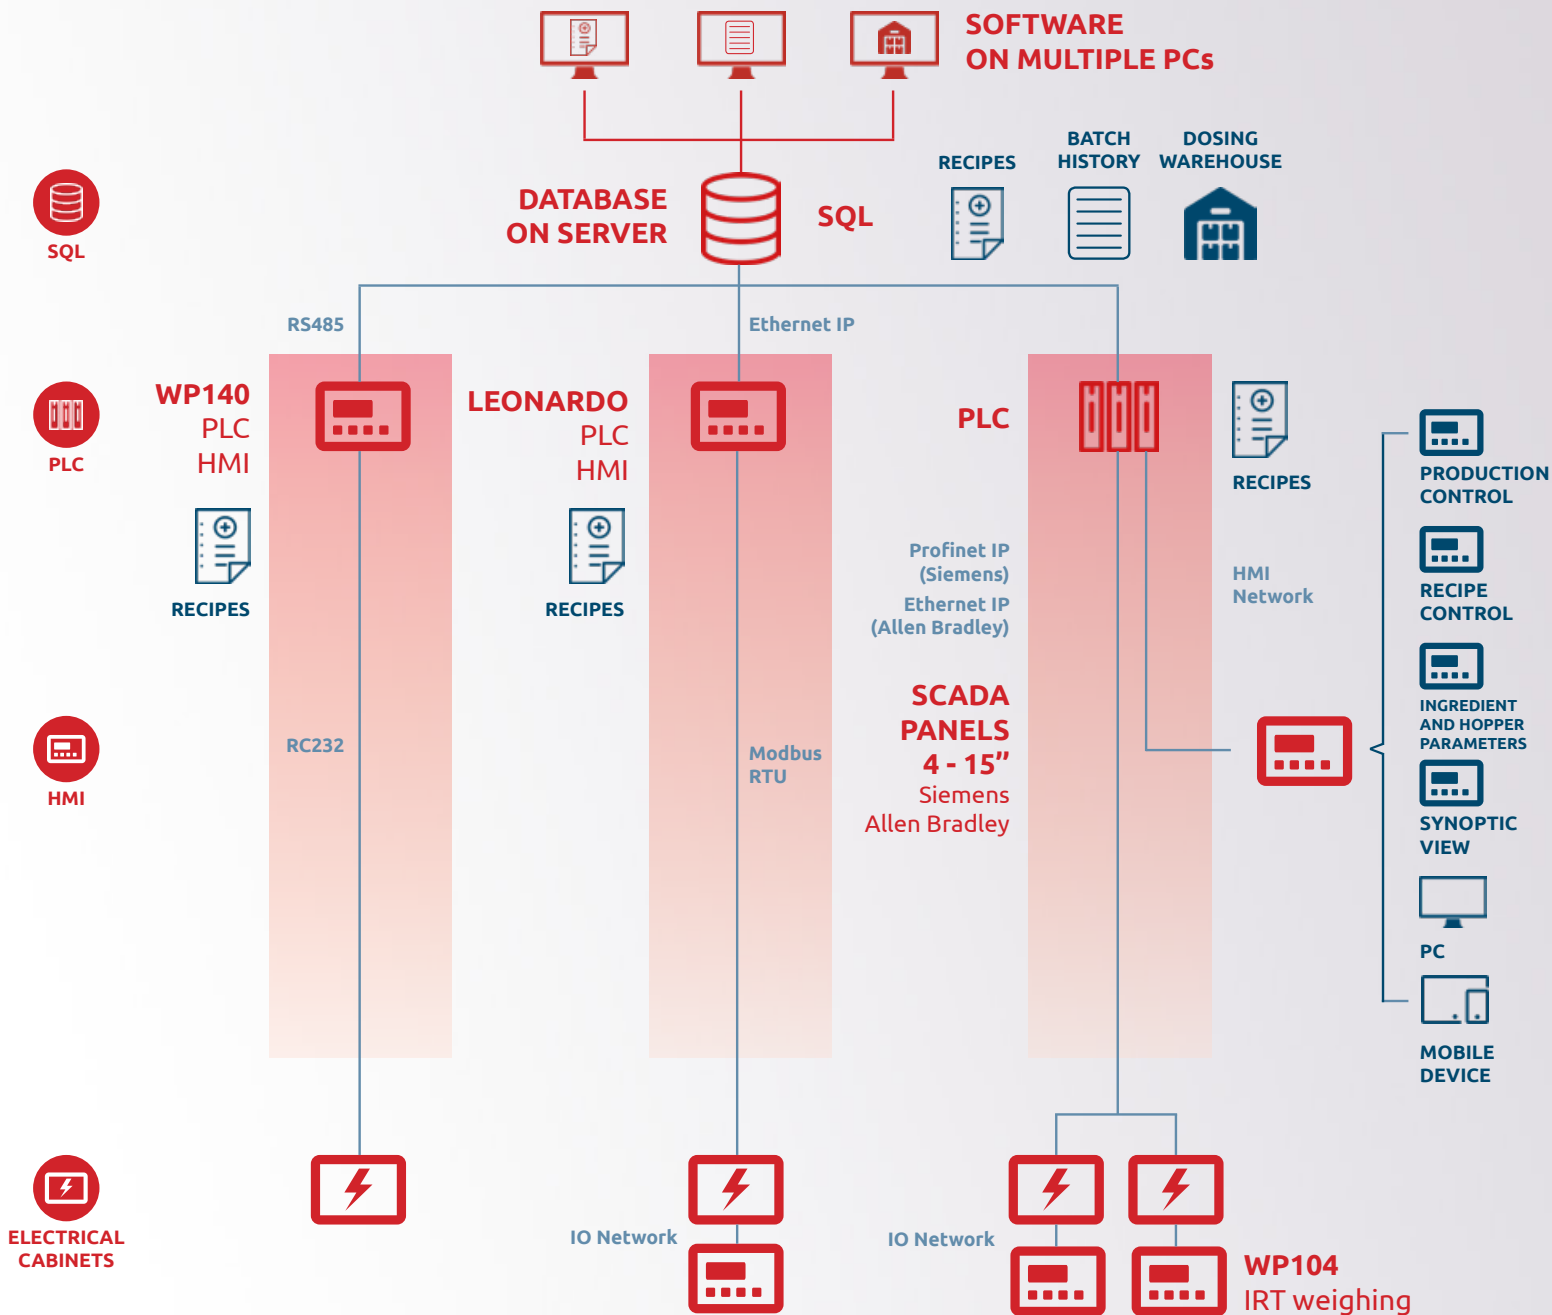 SOFTWARE
ON MULTIPLE PCs
SQL
DATABASE
ON SERVER
SQL
RECIPES
BATCH
HISTORY
DOSING
WAREHOUSE
RS485
Ethernet IP
PLC
WP140
PLC
HMI
RECIPES
LEONARDO
PLC
HMI
RECIPES
PLC
RECIPES
Profinet IP
(Siemens)
Ethernet IP
(Allen Bradley)
HMI
Network
HMI
RC232
Modbus
RTU
SCADA
PANELS
4 - 15”
Siemens
Allen Bradley
PRODUCTION
CONTROL
RECIPE
CONTROL
INGREDIENT
AND HOPPER
PARAMETERS
SYNOPTIC
VIEW
PC
MOBILE
DEVICE
ELECTRICAL
CABINETS
IO Network
IO Network
WP104
IRT weighing